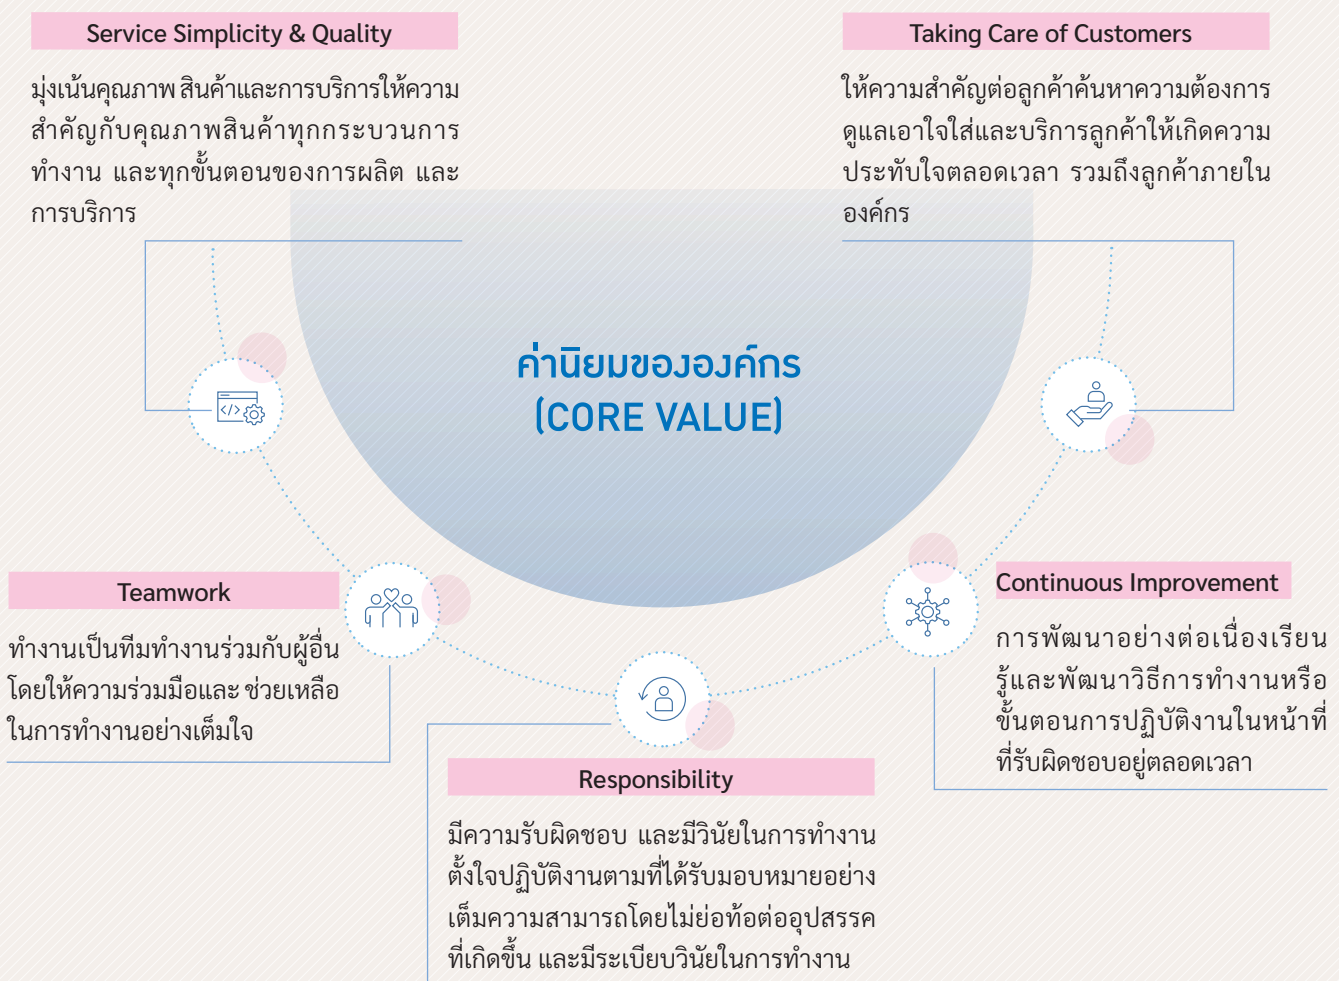 Service Simplicity & Quality
มุ่งเน้นคุณภาพ สินค้าและการบริการให้ความ
สำคัญกับคุณภาพสินค้าทุกกระบวนการ
ทำงาน และทุกขั้นตอนของการผลิต และ
การบริการ
Taking Care of Customers
ให้ความสำคัญต่อลูกค้าค้นหาความต้องการ
ดูแลเอาใจใส่และบริการลูกค้าให้เกิดความ
ประทับใจตลอดเวลา รวมถึงลูกค้าภายใน
องค์กร
ค่านิยมขององค์กร
(CORE VALUE)
Teamwork
ทำงานเป็นทีมทำงานร่วมกับผู้อื่น
โดยให้ความร่วมมือและ ช่วยเหลือ
ในการทำงานอย่างเต็มใจ
Continuous Improvement
การพัฒนาอย่างต่อเนื่องเรียน
รู้และพัฒนาวิธีการทำงานหรือ
ขั้นตอนการปฏิบัติงานในหน้าที่
ที่รับผิดชอบอยู่ตลอดเวลา
Responsibility
มีความรับผิดชอบ และมีวินัยในการทำงาน
ตั้งใจปฏิบัติงานตามที่ได้รับมอบหมายอย่าง
เต็มความสามารถโดยไม่ย่อท้อต่ออุปสรรค
ที่เกิดขึ้น และมีระเบียบวินัยในการทำงาน